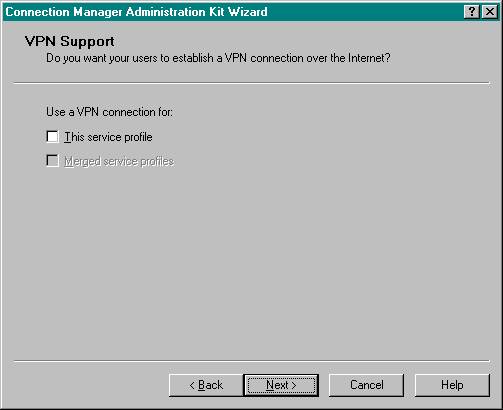 Connection Manager Administration Kit Wizard
VPN Support
Do you want your users to establish a VPN connection over the Internet?
Use a VPN connection for:
This service profile
Merged service profiles
< Back Next > Cancel Help